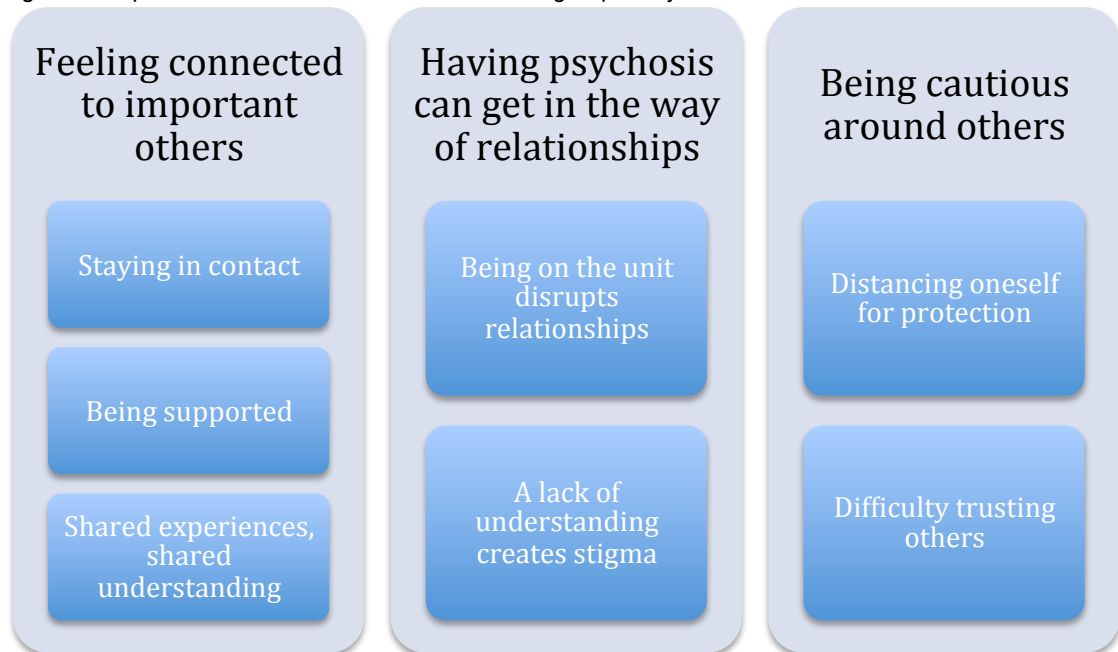 Feeling connected
to important
others
Staying in contact
Being supported
Shared experiences,
shared
understanding
Having psychosis
can get in the way
of relationships
Being on the unit
disrupts
relationships
A lack of
understanding
creates stigma
Being cautious
around others
Distancing oneself
for protection
Difficulty trusting
others